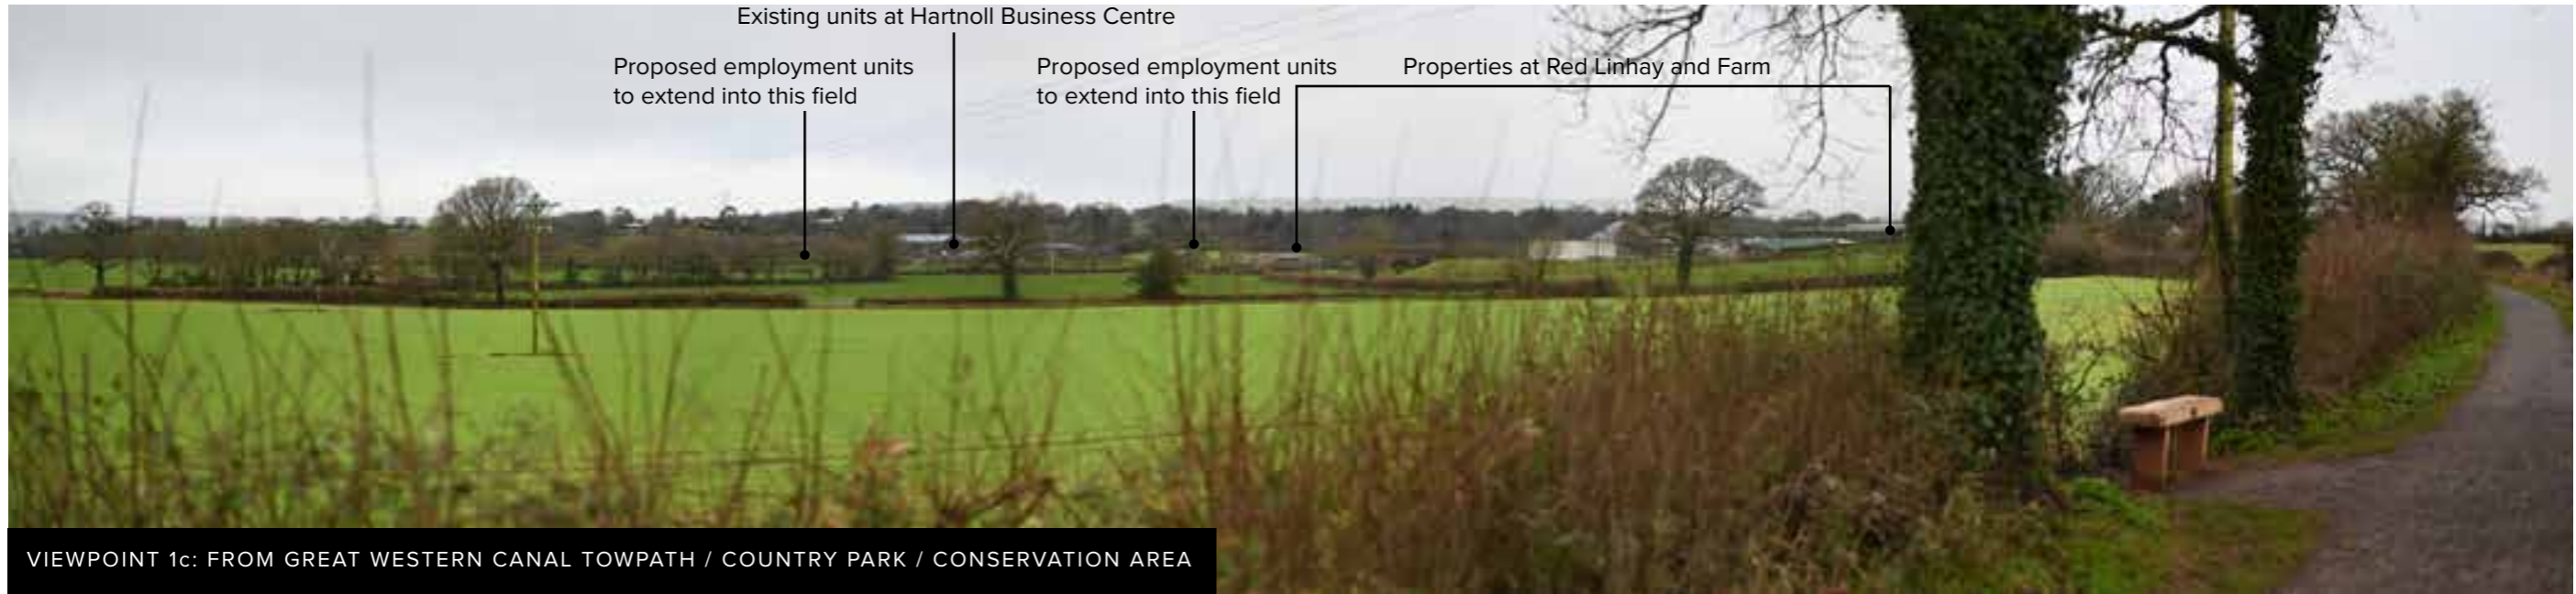 Existing units at Hartnoll Business Centre
Proposed employment units
to extend into this field
Proposed employment units
to extend into this field
Properties at Red Linhay and Farm
VIEWPOINT 1c: FROM GREAT WESTERN CANAL TOWPATH / COUNTRY PARK / CONSERVATION AREA